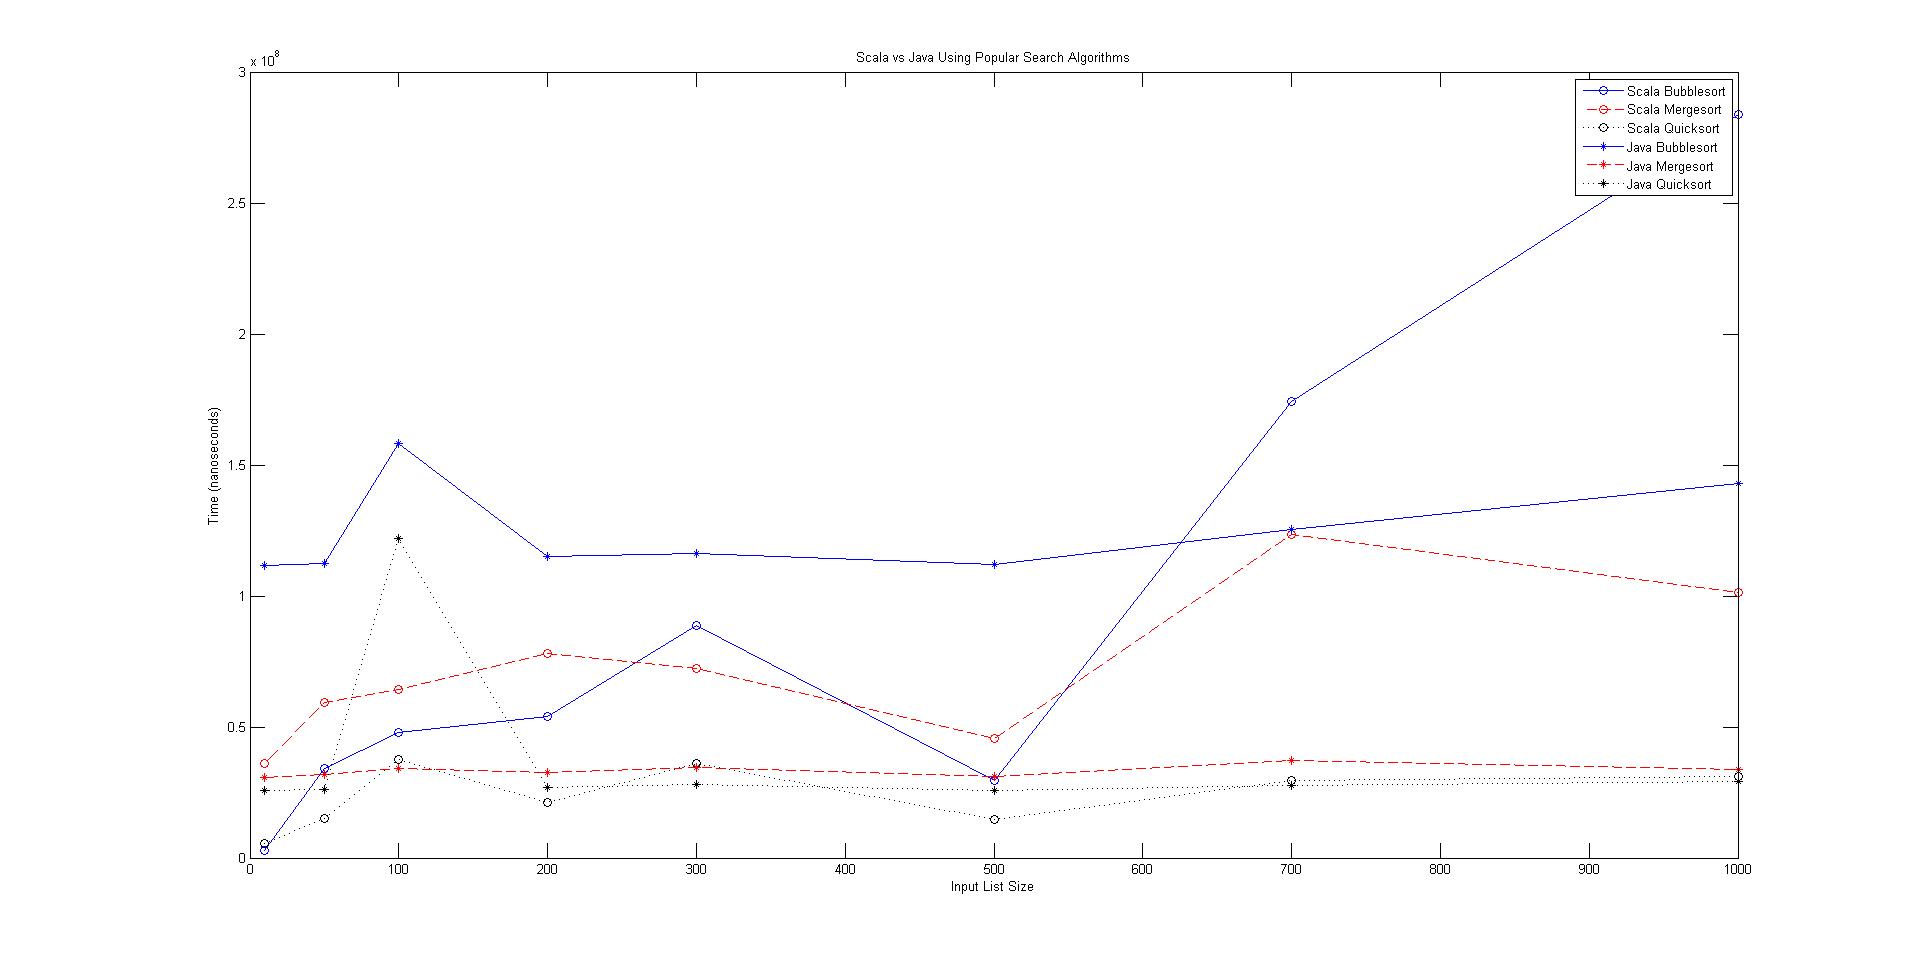 Scala vs Java Using Popular Search Algorithms
x 10^8
3
2.5
2
1.5
1
0.5
0
Time (nanoseconds)
Scala Bubblesort
Scala Mergesort
Scala Quicksort
Java Bubblesort
Java Mergesort
Java Quicksort
0 100 200 300 400 500 600 700 800 900 1000
Input List Size